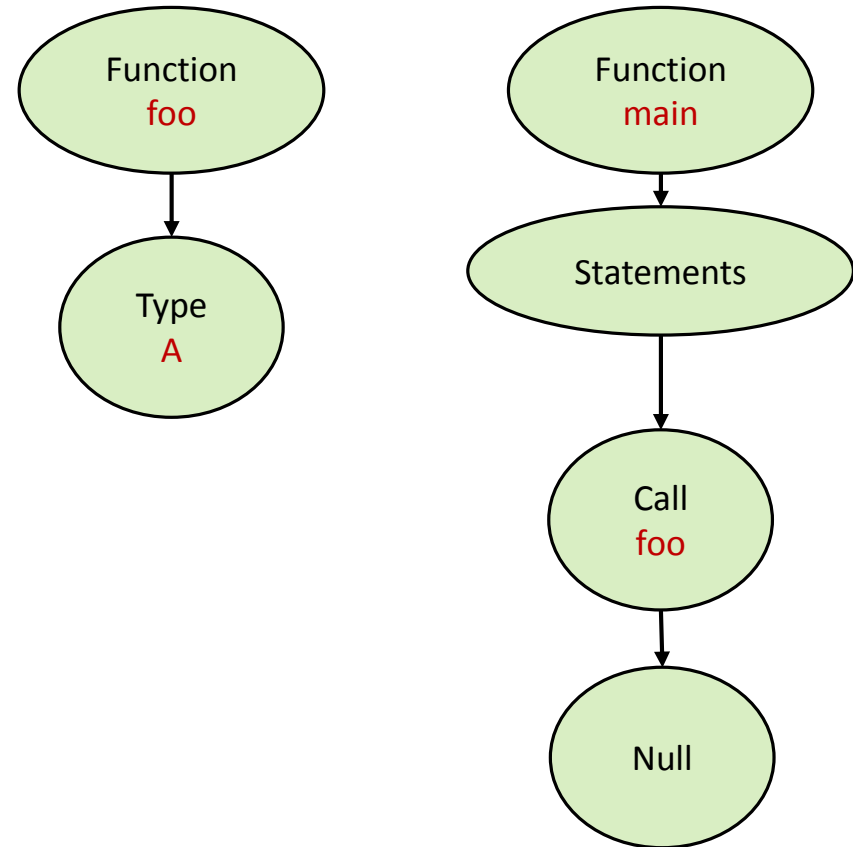 Function
foo
Type
A
Function
main
Statements
Call
foo
Null